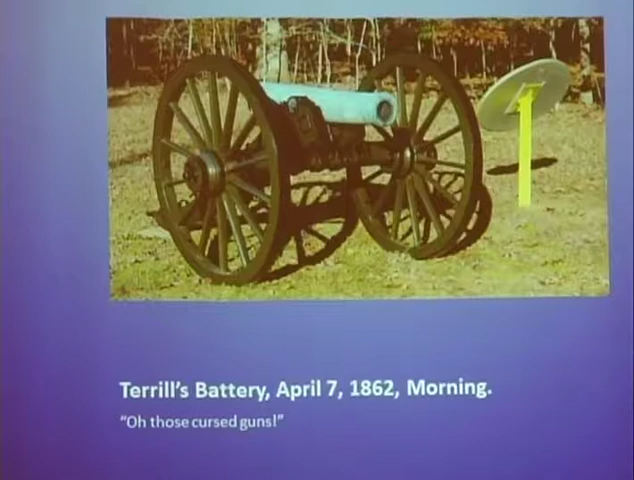 Terrill's Battery, April 7, 1862, Morning.
"Oh those cursed guns!"